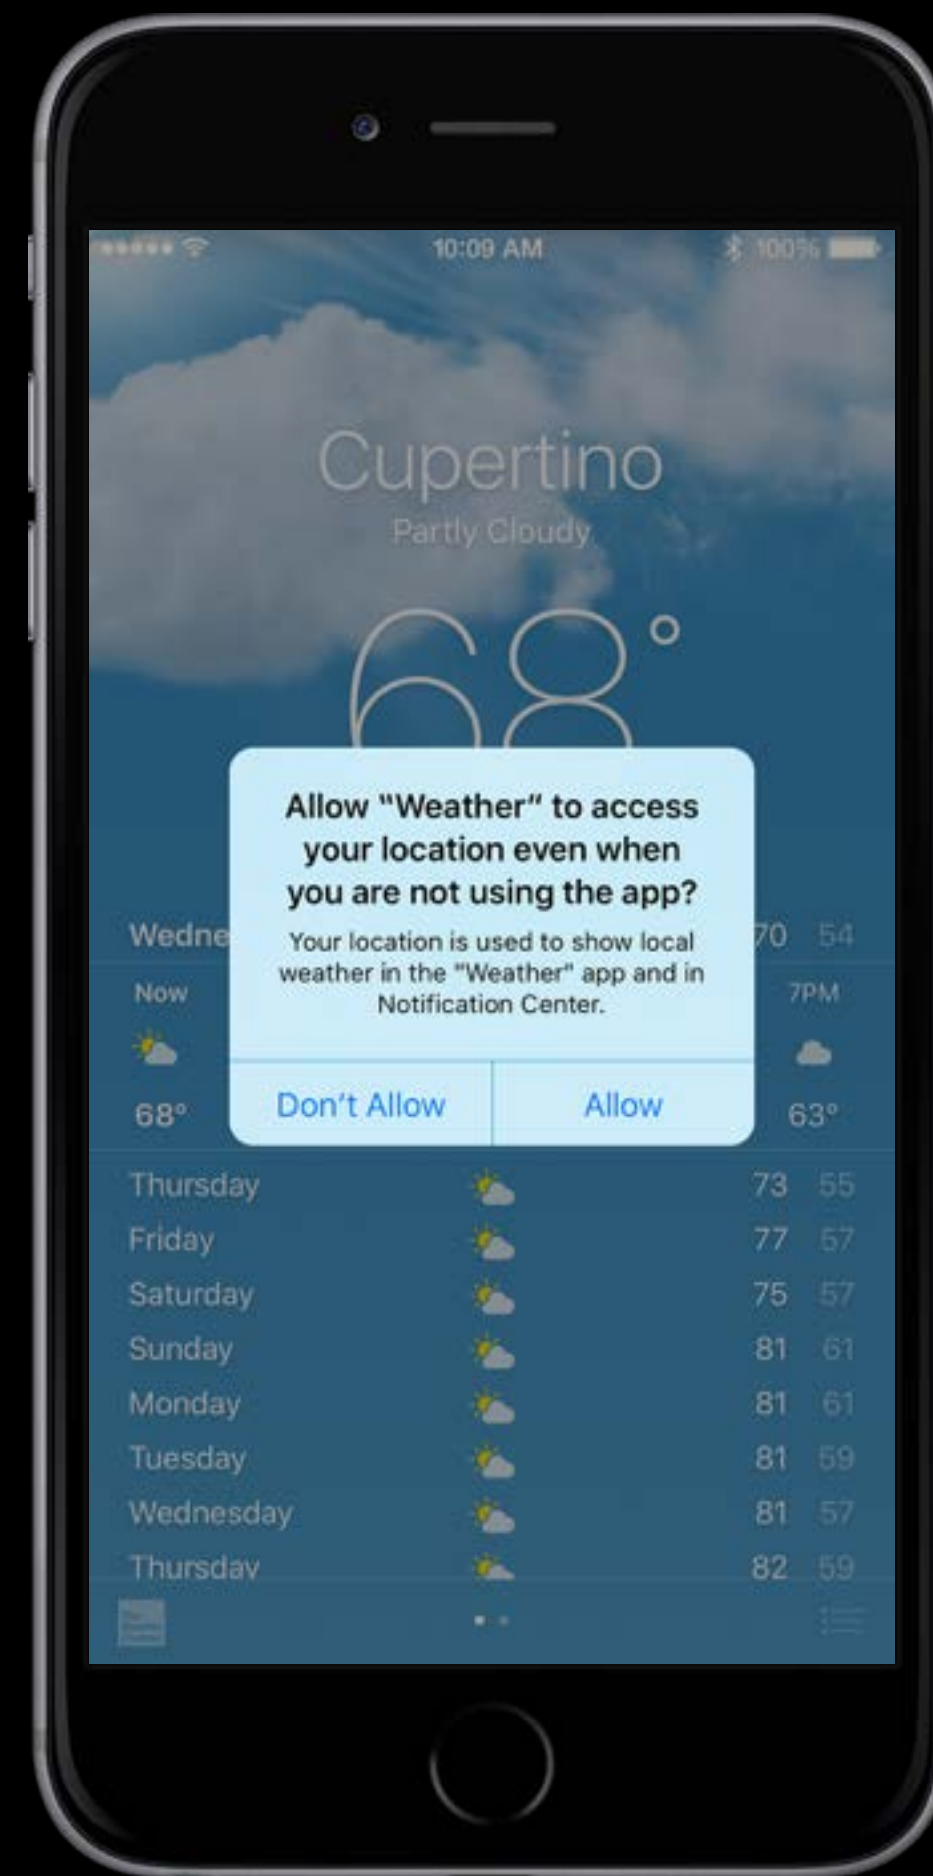 10:09 AM 100%
Cupertino
Partly Cloudy
68°
Allow "Weather" to access
your location even when
you are not using the app?
Your location is used to show local
weather in the "Weather" app and in
Notification Center.
Don't Allow Allow
70 54
Now 7PM
68° 63°
Thursday 73 55
Friday 77 57
Saturday 75 57
Sunday 81 61
Monday 81 61
Tuesday 81 59
Wednesday 81 57
Thursday 82 59